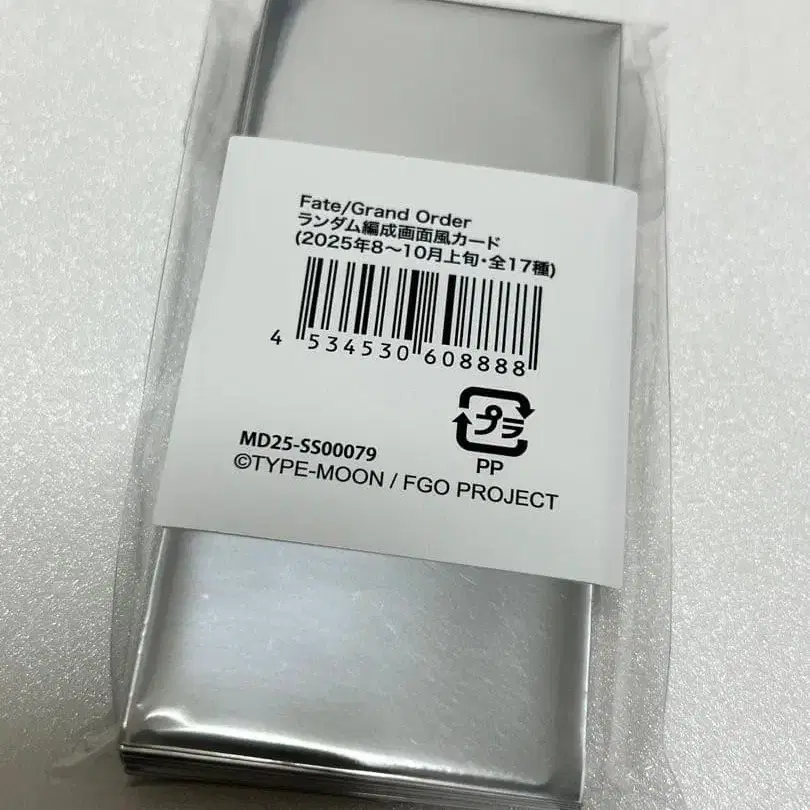 Fate/Grand Order
ランダム編成画面風カード
(2025年8〜10月上旬・全17種)
4 534530 608888
プラ
PP
MD25-SS00079
©TYPE-MOON / FGO PROJECT